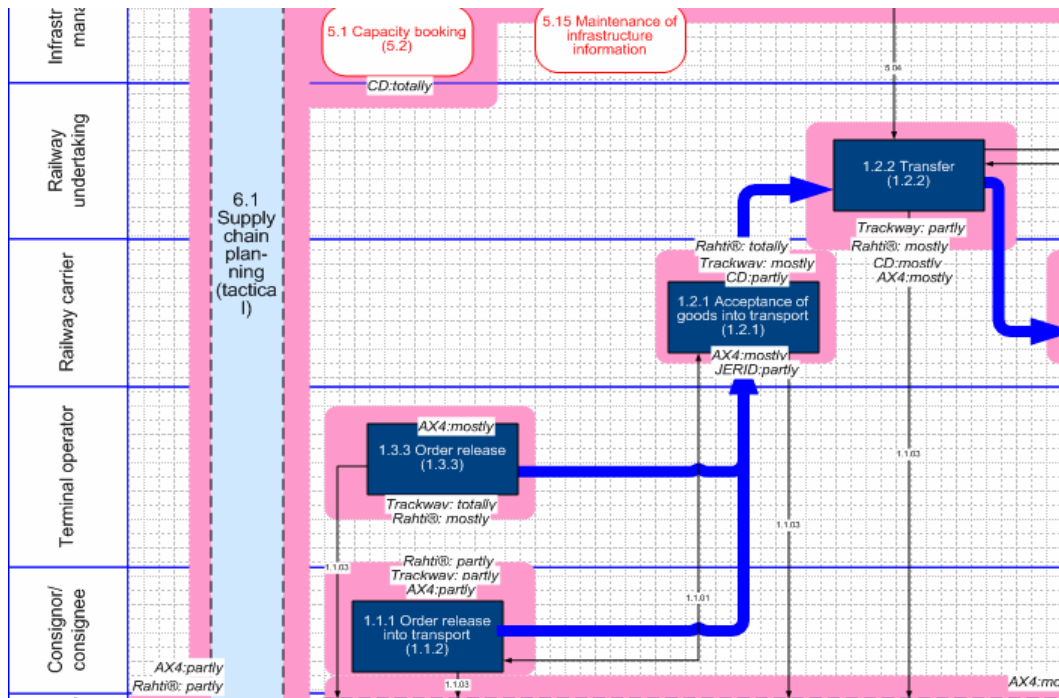 Infrastr
mana
5.1 Capacity booking
(5.2)
CD:totally
5.15 Maintenance of
infrastructure
information
5.04
Railway
undertaking
1.2.2 Transfer
(1.2.2)
Trackway: partly
Rahti®: mostly
CD:mostly
AX4:mostly
6.1
Supply
chain
plan-
ning
(tactica
l)
Railway carrier
Rahti®: totally
Trackway: mostly
CD:partly
1.2.1 Acceptance of
goods into transport
(1.2.1)
AX4:mostly
JERID:partly
Terminal operator
AX4:mostly
1.3.3 Order release
(1.3.3)
Trackway: totally
Rahti®: mostly
1.1.03
1.1.03
1.1.03
Consignor/
consignee
Rahti®: partly
Trackway: partly
AX4:partly
1.1.1 Order release
into transport
(1.1.2)
1.1.01
1.1.03
AX4:partly
Rahti®: partly
AX4:mo